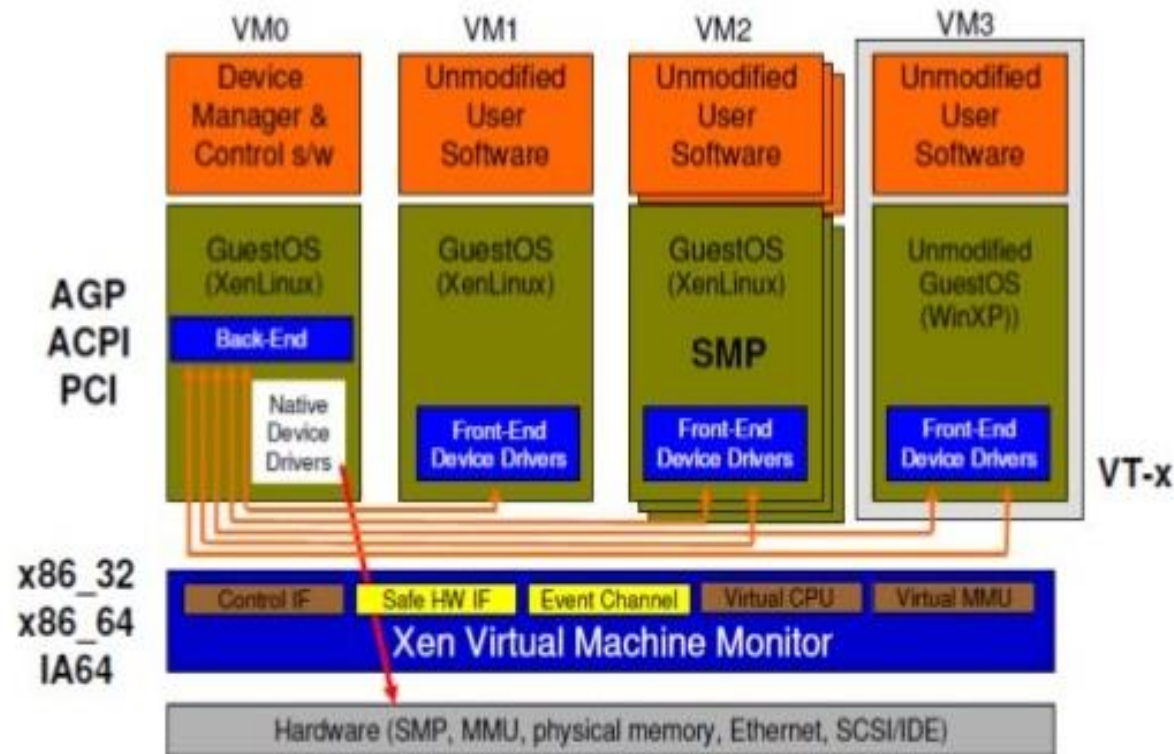 VM0
VM1
VM2
VM3
Device
Manager &
Control s/w
Unmodified
User
Software
Unmodified
User
Software
Unmodified
User
Software
GuestOS
(XenLinux)
GuestOS
(XenLinux)
GuestOS
(XenLinux)
Unmodified
GuestOS
(WinXP))
AGP
ACPI
PCI
Back-End
SMP
Native
Device
Drivers
Front-End
Device Drivers
Front-End
Device Drivers
Front-End
Device Drivers
VT-x
x86_32
x86_64
IA64
Control IF
Safe HW IF
Event Channel
Virtual CPU
Virtual MMU
Xen Virtual Machine Monitor
Hardware (SMP, MMU, physical memory, Ethernet, SCSI/IDE)